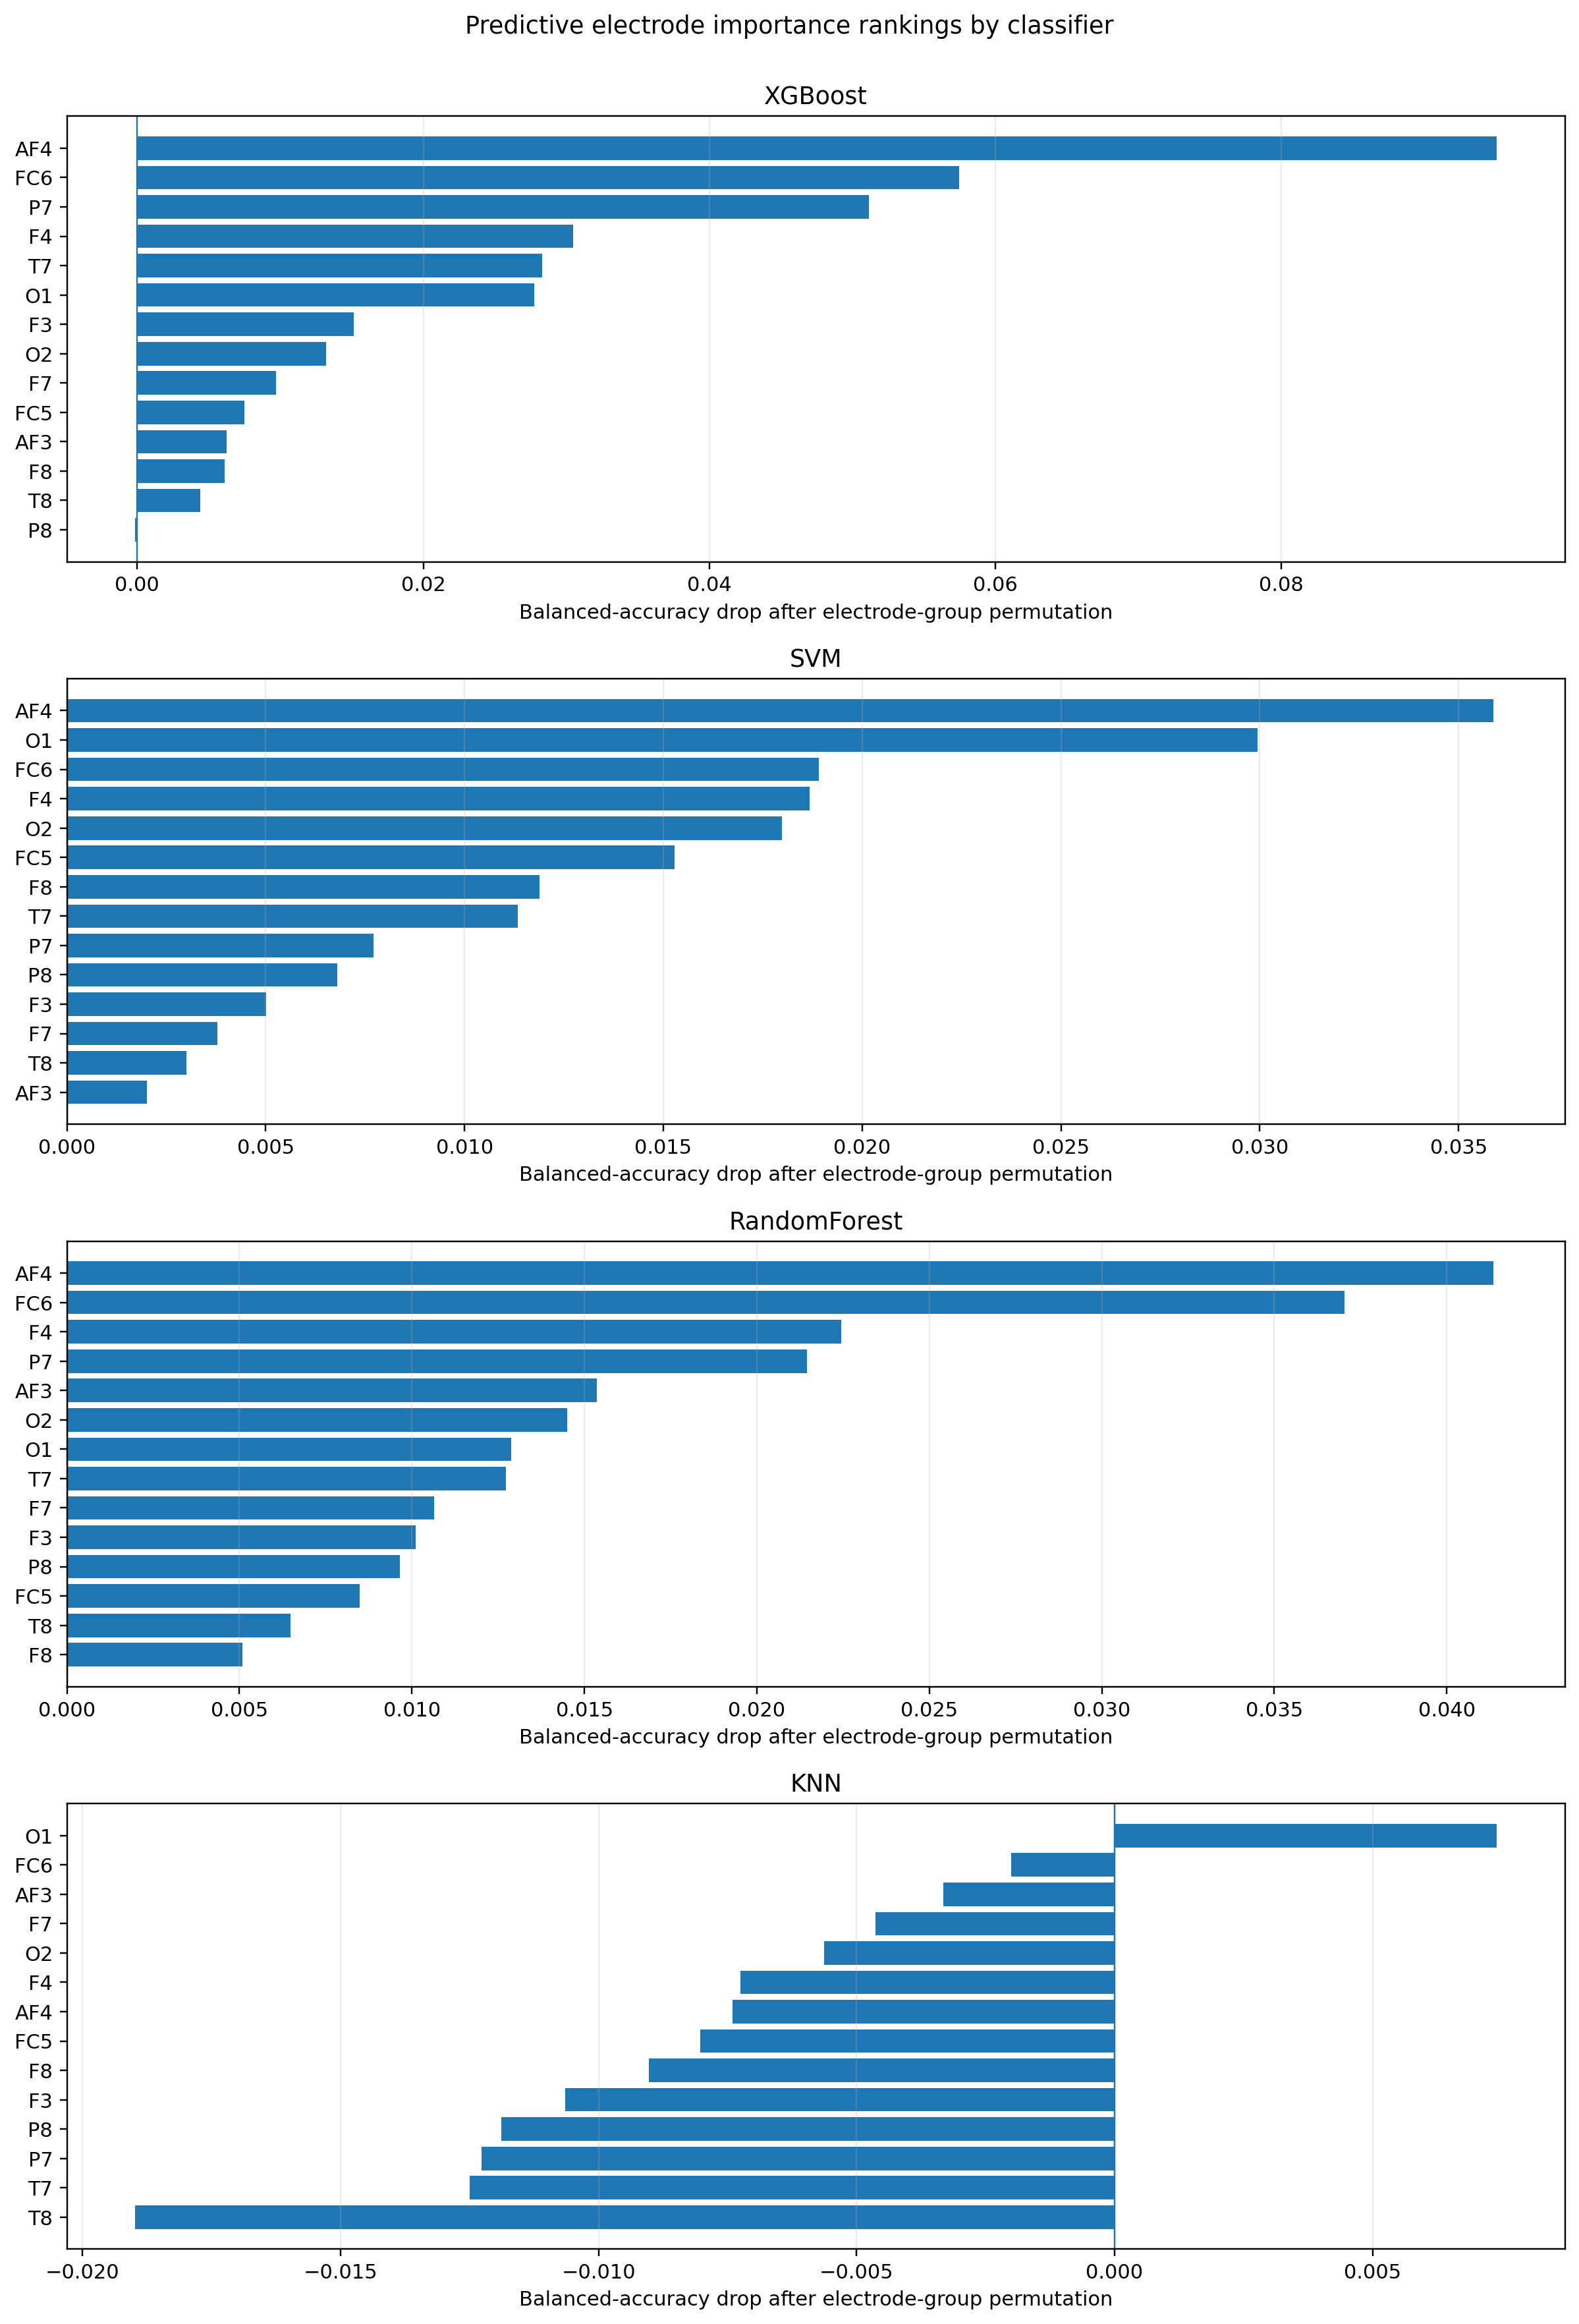 Predictive electrode importance rankings by classifier
XGBoost
AF4
FC6
P7
F4
T7
O1
F3
O2
F7
FC5
AF3
F8
T8
P8
0.00 0.02 0.04 0.06 0.08
Balanced-accuracy drop after electrode-group permutation
SVM
AF4
O1
FC6
F4
O2
FC5
F8
T7
P7
P8
F3
F7
T8
AF3
0.000 0.005 0.010 0.015 0.020 0.025 0.030 0.035
Balanced-accuracy drop after electrode-group permutation
RandomForest
AF4
FC6
F4
P7
AF3
O2
O1
T7
F7
F3
P8
FC5
T8
F8
0.000 0.005 0.010 0.015 0.020 0.025 0.030 0.035 0.040
Balanced-accuracy drop after electrode-group permutation
KNN
O1
FC6
AF3
F7
O2
F4
AF4
FC5
F8
F3
P8
P7
T7
T8
−0.020 −0.015 −0.010 −0.005 0.000 0.005
Balanced-accuracy drop after electrode-group permutation